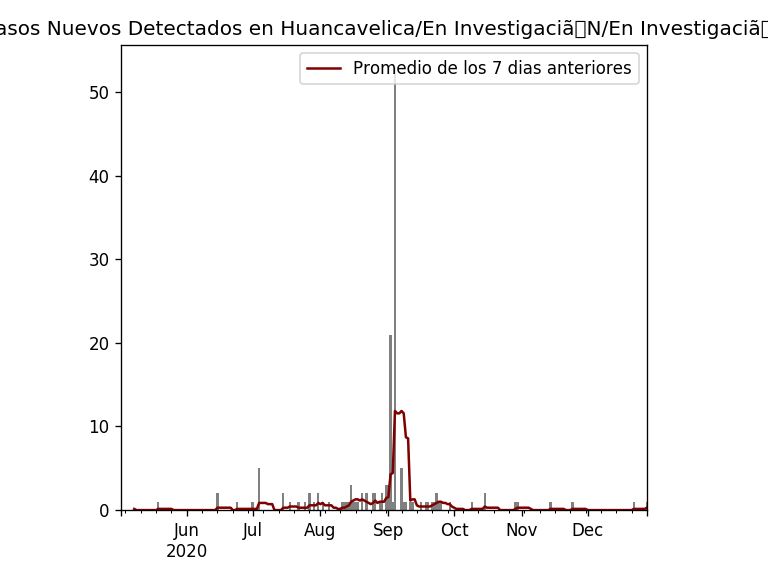 asos Nuevos Detectados en Huancavelica/En Investigaciã▯N/En Investigaciã▯
Promedio de los 7 dias anteriores
50
40
30
20
10
0
Jun Jul Aug Sep Oct Nov Dec
2020